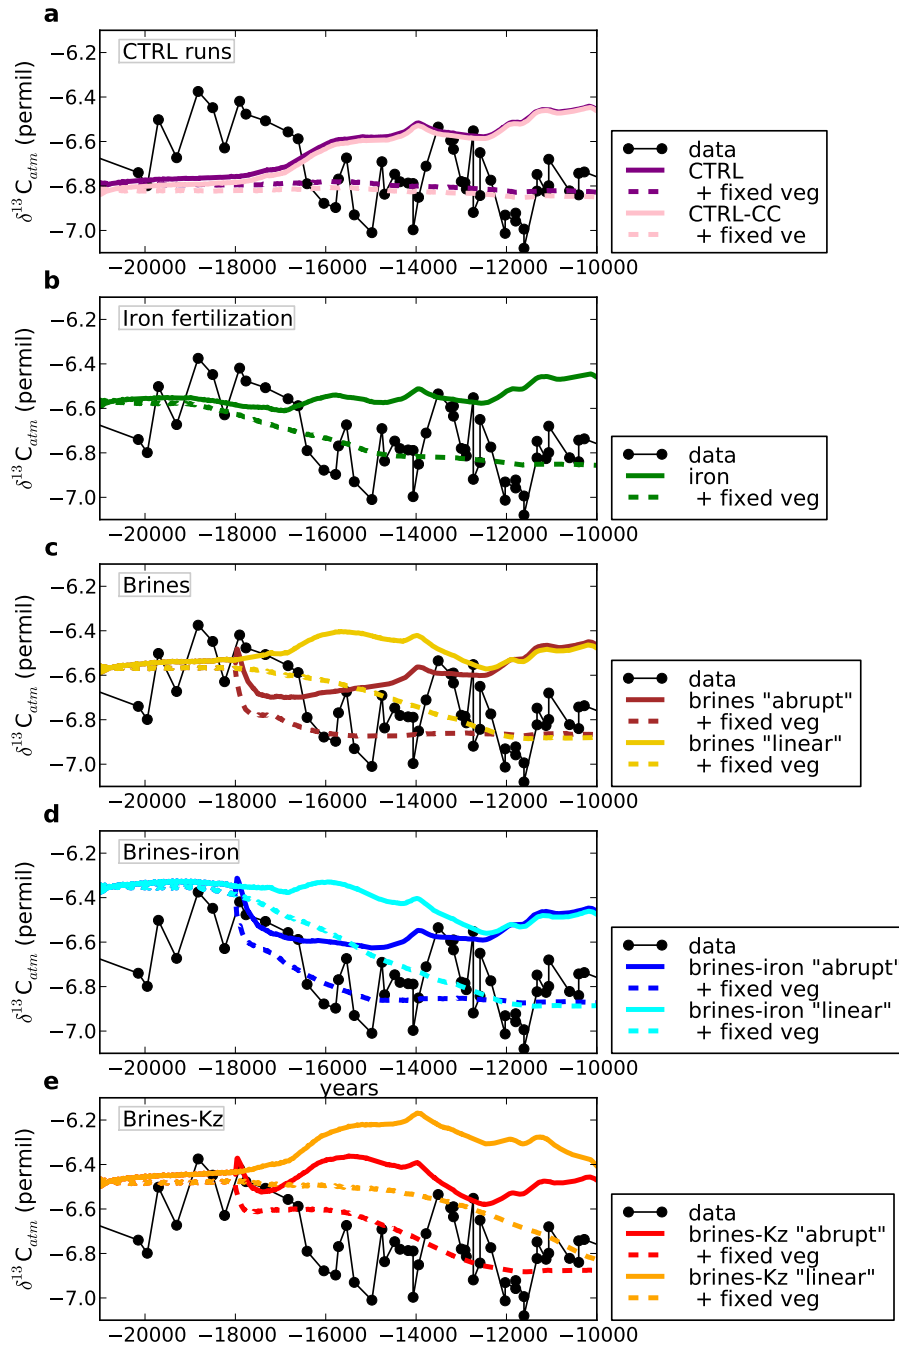 a
CTRL runs
−6.2
−6.4
−6.6
−6.8
−7.0
δ¹³C_atm (permil)
−20000 −18000 −16000 −14000 −12000 −10000
data
CTRL
+ fixed veg
CTRL-CC
+ fixed ve
b
Iron fertilization
−6.2
−6.4
−6.6
−6.8
−7.0
δ¹³C_atm (permil)
−20000 −18000 −16000 −14000 −12000 −10000
data
iron
+ fixed veg
c
Brines
−6.2
−6.4
−6.6
−6.8
−7.0
δ¹³C_atm (permil)
−20000 −18000 −16000 −14000 −12000 −10000
data
brines "abrupt"
+ fixed veg
brines "linear"
+ fixed veg
d
Brines-iron
−6.2
−6.4
−6.6
−6.8
−7.0
δ¹³C_atm (permil)
−20000 −18000 −16000 −14000 −12000 −10000
years
data
brines-iron "abrupt"
+ fixed veg
brines-iron "linear"
+ fixed veg
e
Brines-Kz
−6.2
−6.4
−6.6
−6.8
−7.0
δ¹³C_atm (permil)
−20000 −18000 −16000 −14000 −12000 −10000
data
brines-Kz "abrupt"
+ fixed veg
brines-Kz "linear"
+ fixed veg